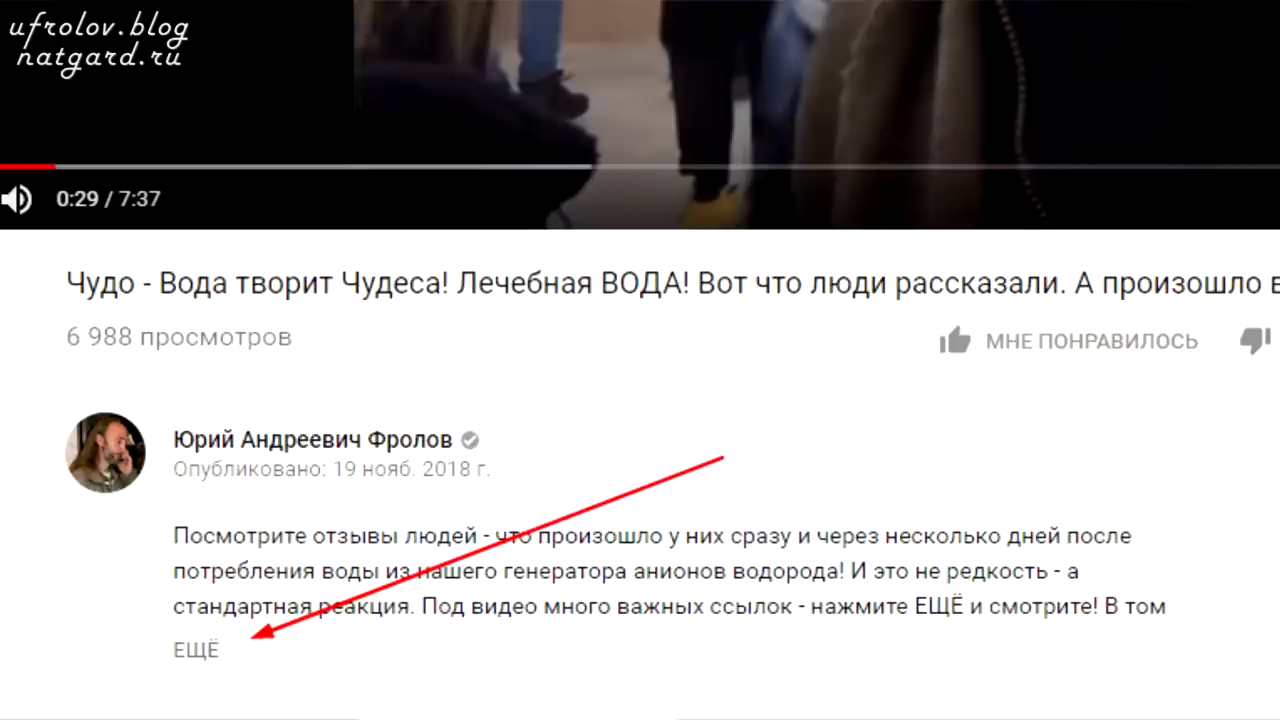 ufrolov.blog
natgard.ru
0:29 / 7:37
Чудо - Вода творит Чудеса! Лечебная ВОДА! Вот что люди рассказали. А произошло в
6 988 просмотров
МНЕ ПОНРАВИЛОСЬ
Юрий Андреевич Фролов
Опубликовано: 19 нояб. 2018 г.
Посмотрите отзывы людей - что произошло у них сразу и через несколько дней после
потребления воды из нашего генератора анионов водорода! И это не редкость - а
стандартная реакция. Под видео много важных ссылок - нажмите ЕЩЁ и смотрите! В том
ЕЩЁ